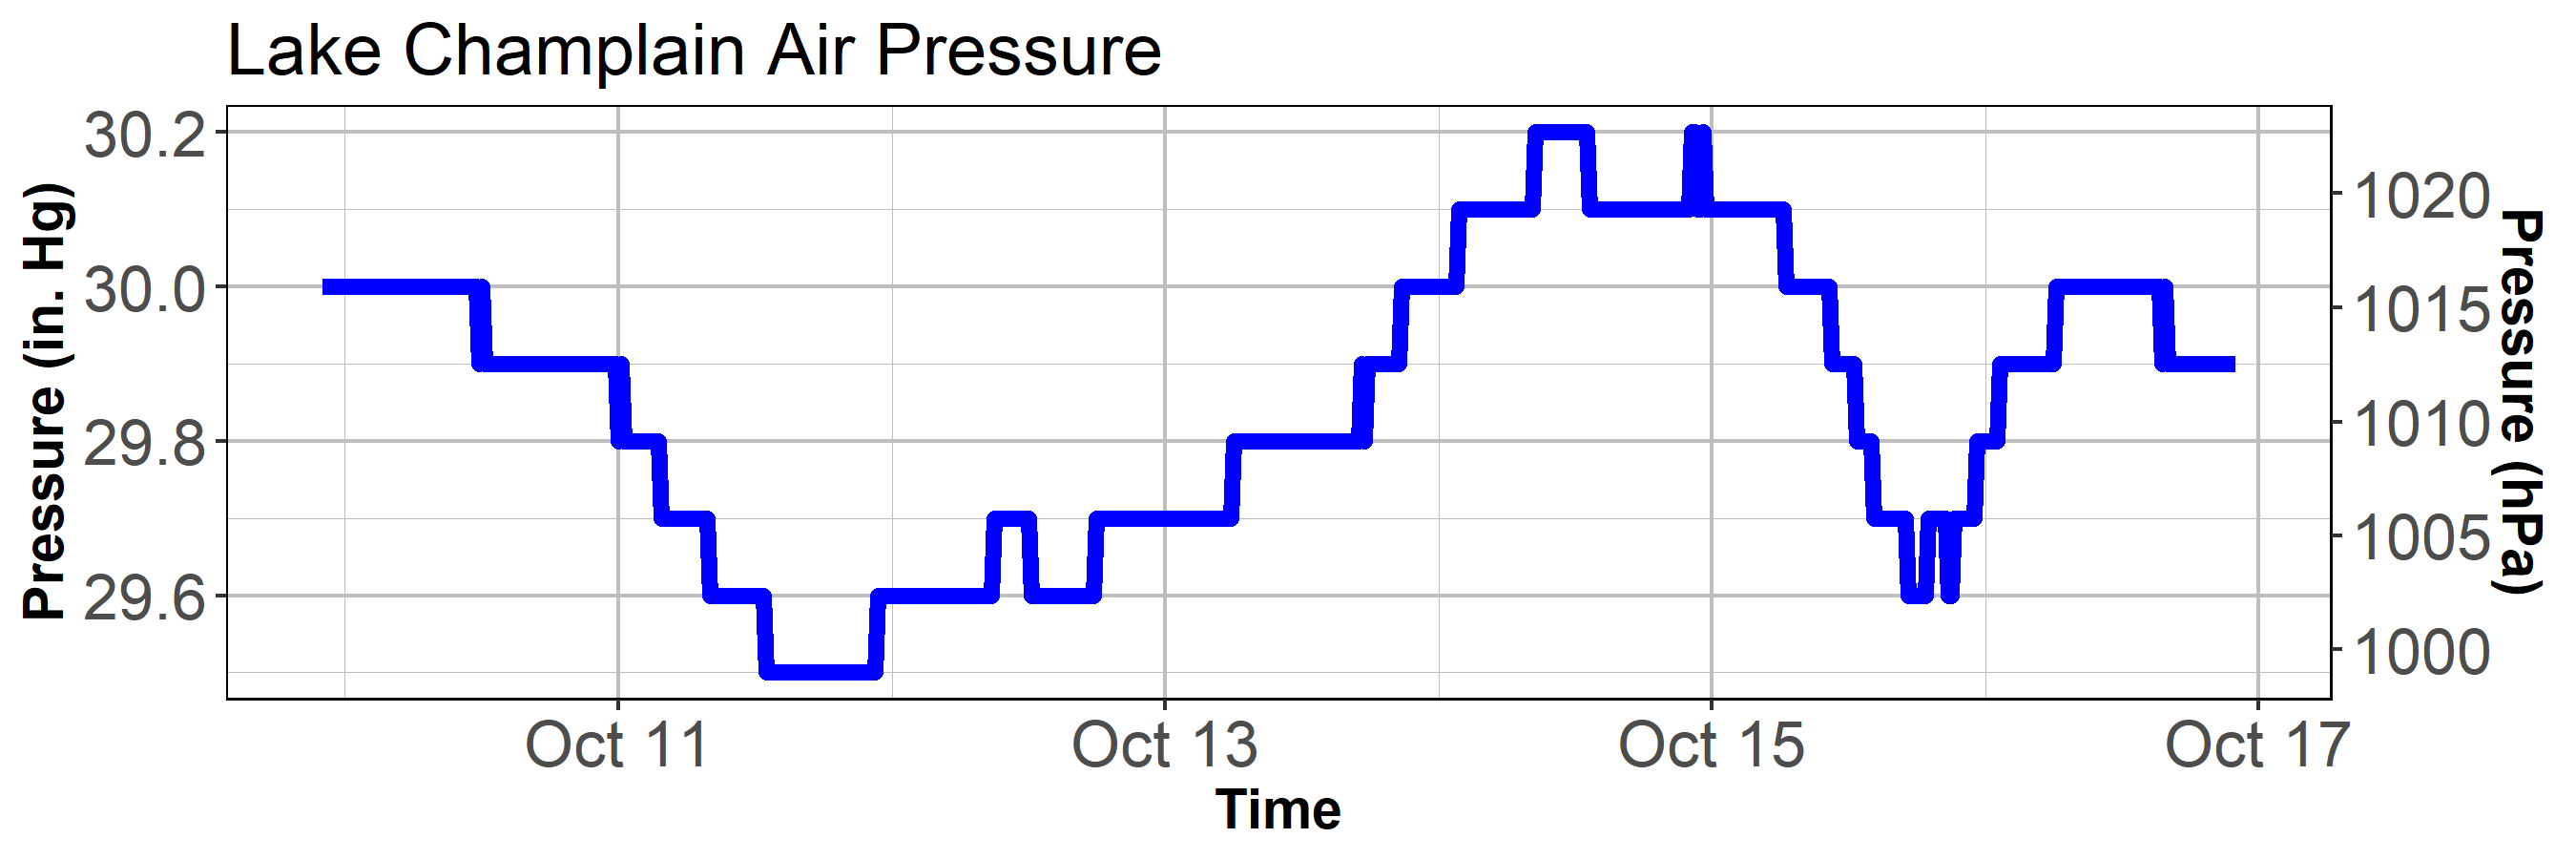 Lake Champlain Air Pressure
Pressure (in. Hg)
30.2
30.0
29.8
29.6
1020
1015
1010
1005
1000
Pressure (hPa)
Oct 11 Oct 13 Oct 15 Oct 17
Time